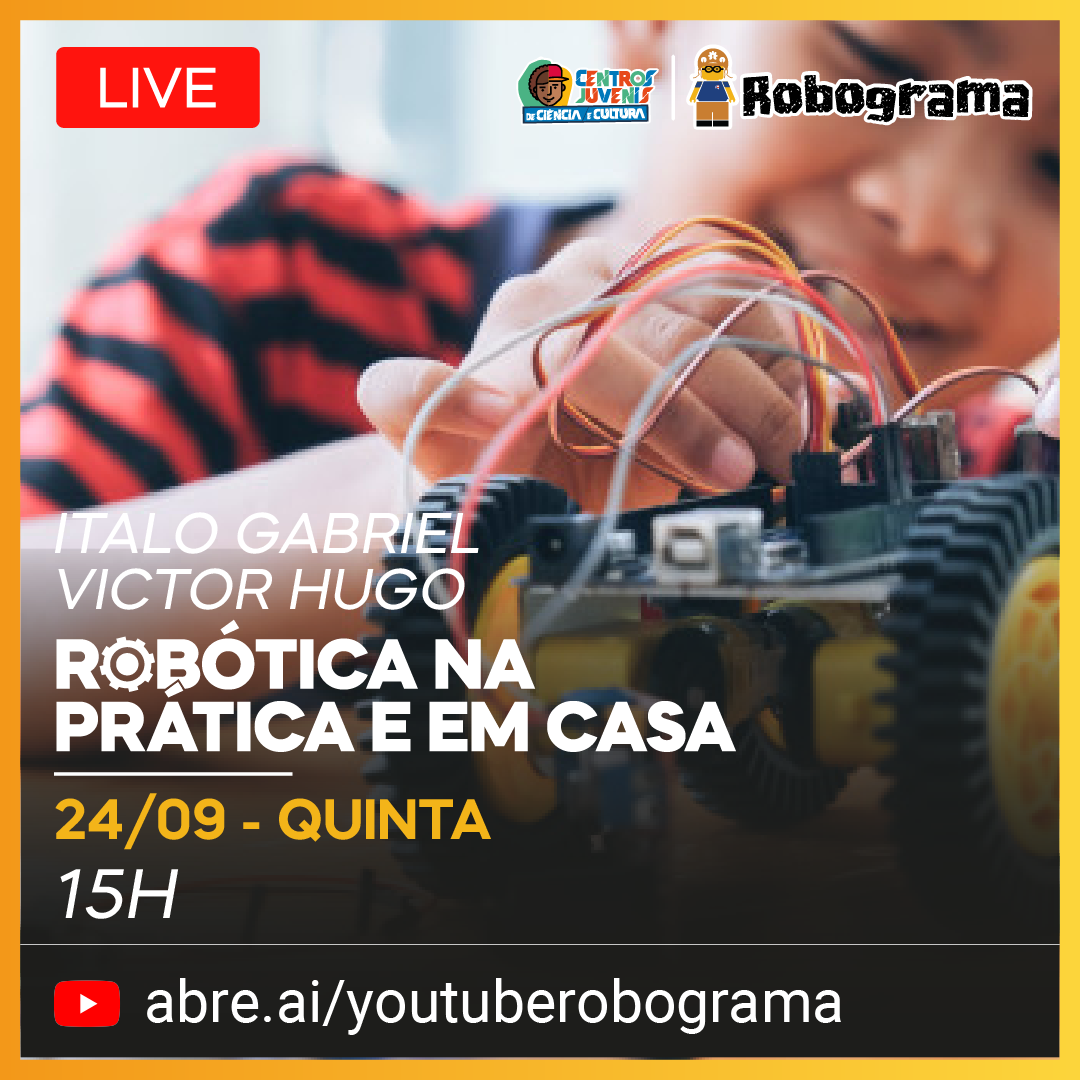 LIVE
CENTROS
JUVENIS
DE CIÊNCIA E CULTURA
Robograma
ITALO GABRIEL
VICTOR HUGO
ROBÓTICA NA
PRÁTICA E EM CASA
24/09 - QUINTA
15H
abre.ai/youtuberobograma